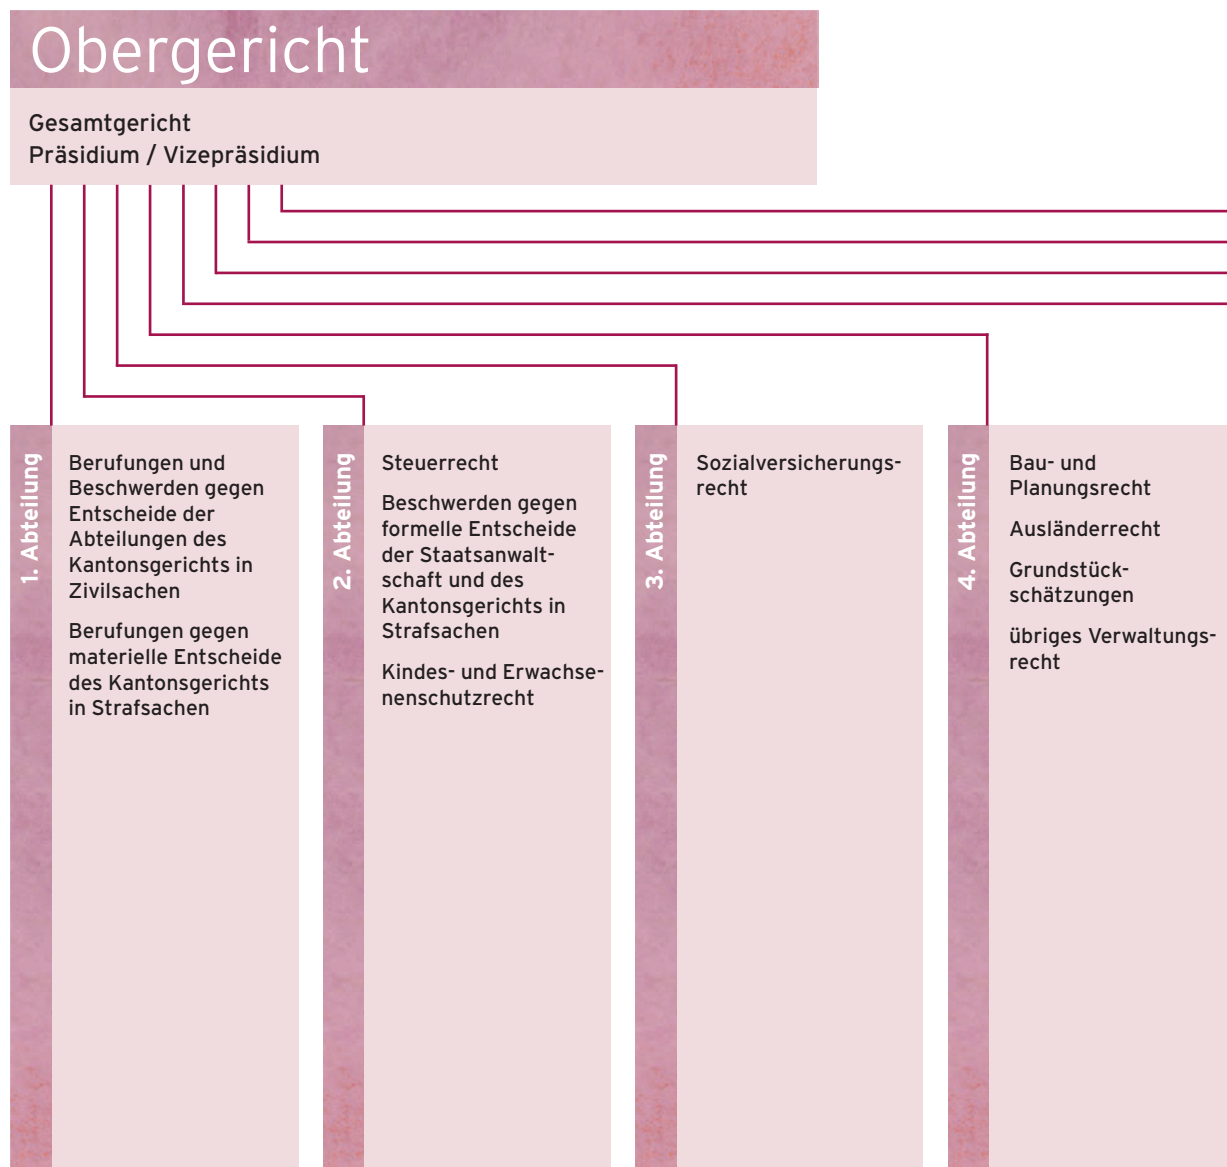 Obergericht
Gesamtgericht
Präsidium / Vizepräsidium
1. Abteilung
Berufungen und
Beschwerden gegen
Entscheide der
Abteilungen des
Kantonsgerichts in
Zivilsachen
Berufungen gegen
materielle Entscheide
des Kantonsgerichts
in Strafsachen
2. Abteilung
Steuerrecht
Beschwerden gegen
formelle Entscheide
der Staatsanwalt-
schaft und des
Kantonsgerichts in
Strafsachen
Kindes- und Erwachse-
nenschutzrecht
3. Abteilung
Sozialversicherungs-
recht
4. Abteilung
Bau- und
Planungsrecht
Ausländerrecht
Grundstück-
schätzungen
übriges Verwaltungs-
recht